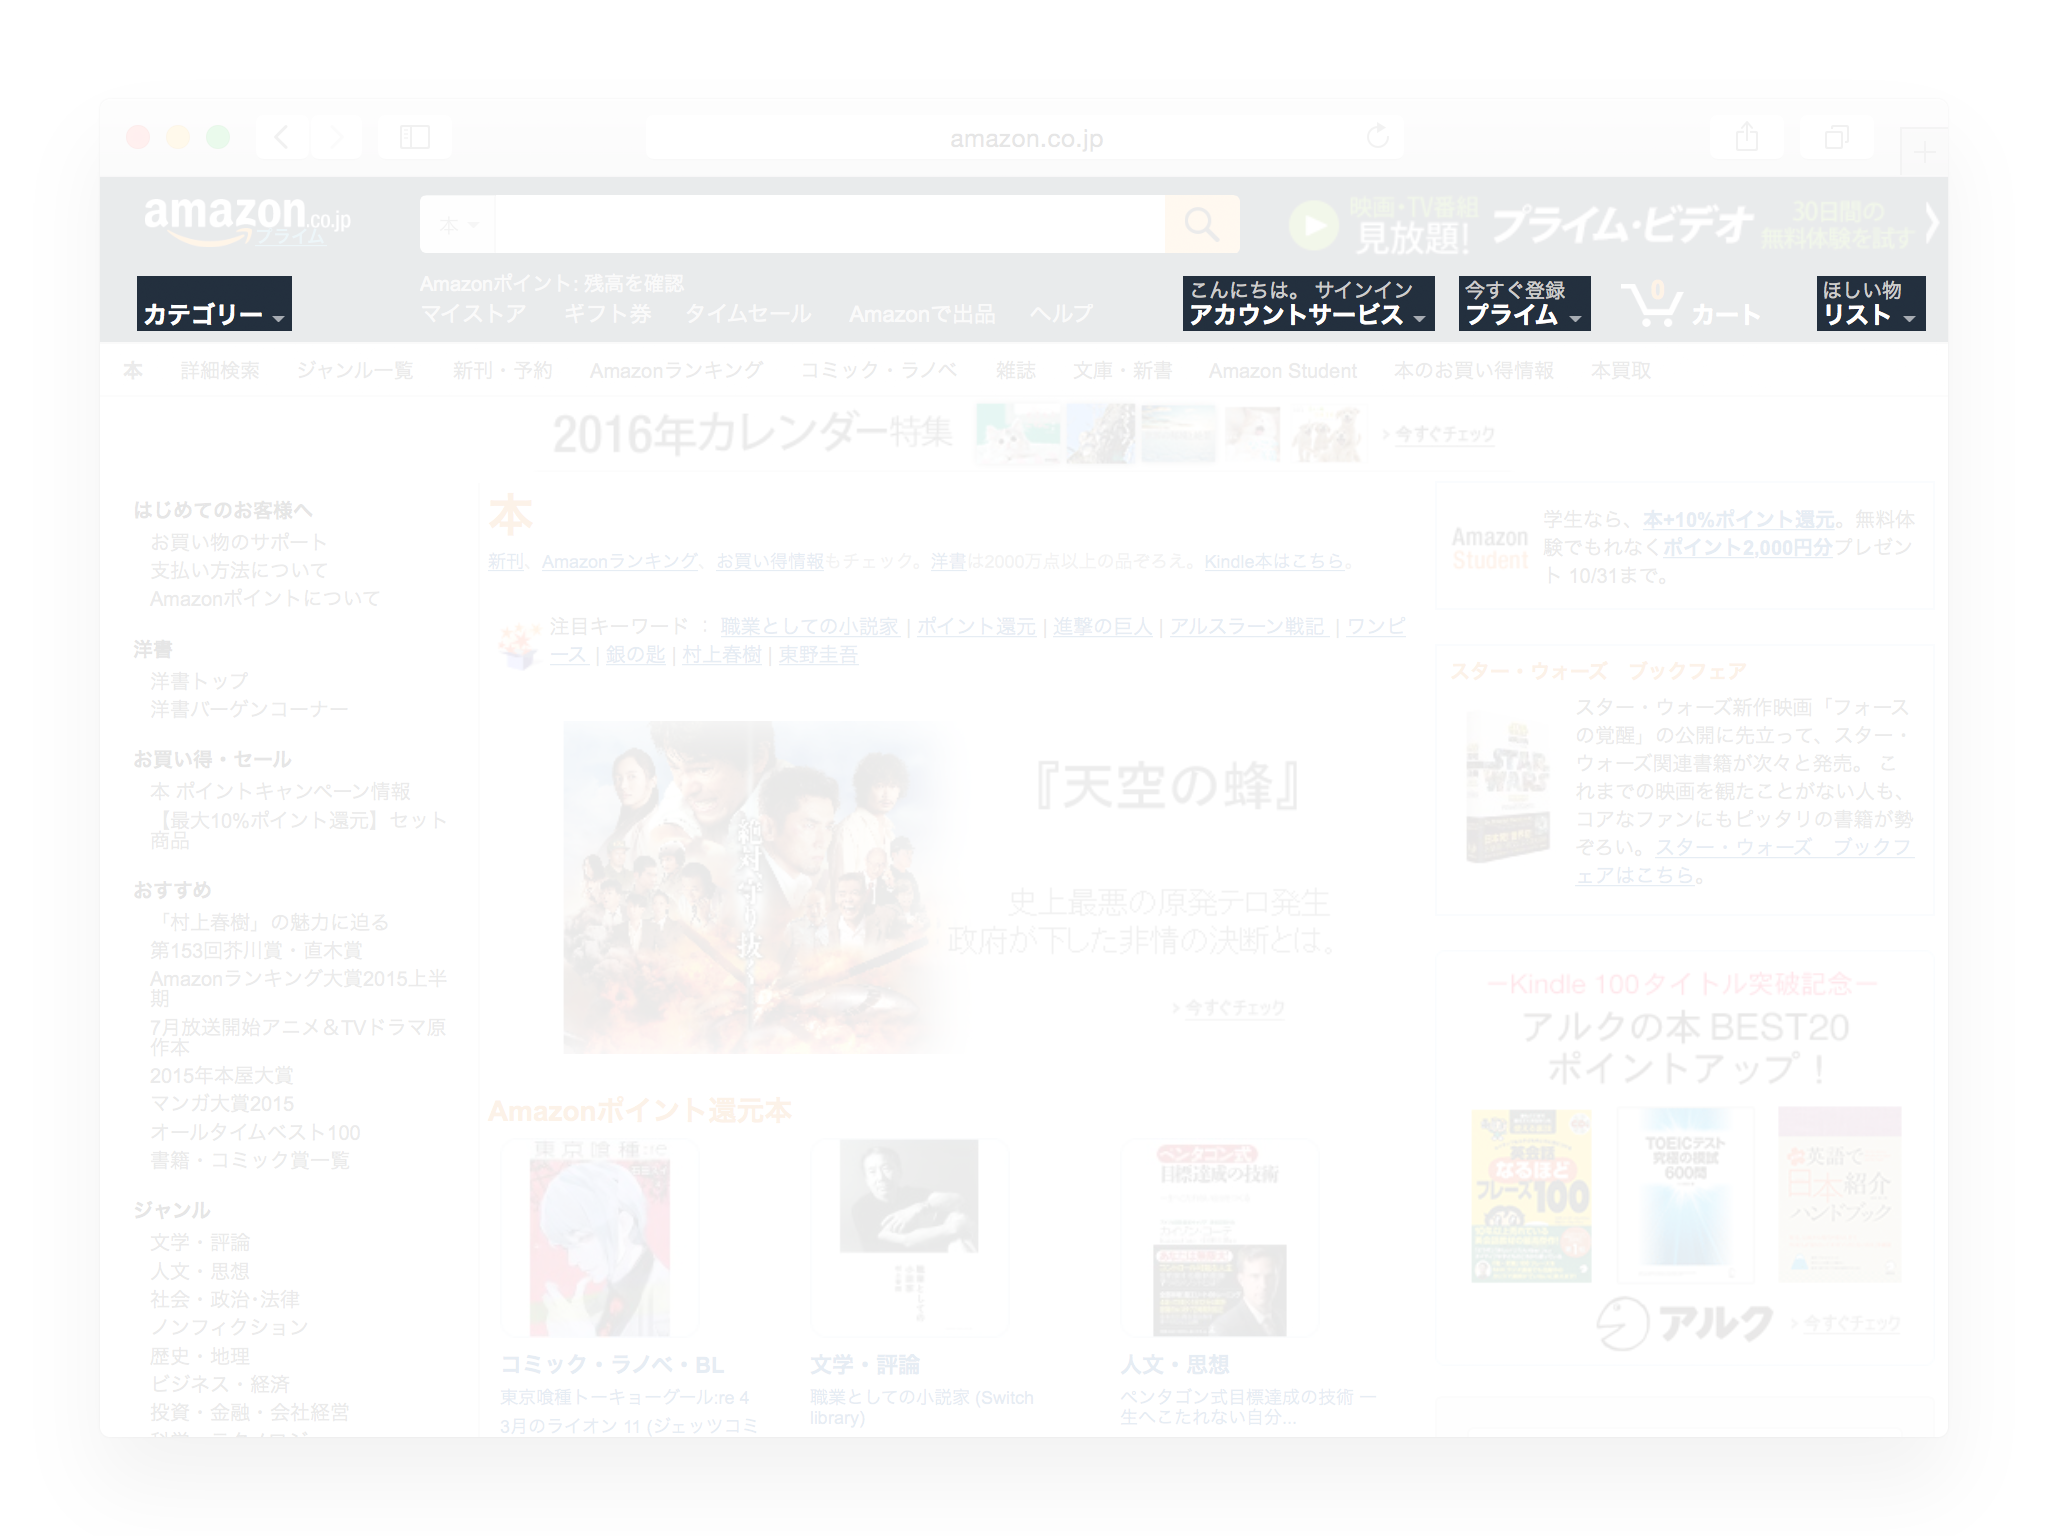 amazon.co.jp
amazon.co.jp
プライム
本
映画・TV番組
見放題!
プライム・ビデオ
30日間の
無料体験を試す
カテゴリー
Amazonポイント: 残高を確認
マイストア ギフト券 タイムセール Amazonで出品 ヘルプ
こんにちは。 サインイン
アカウントサービス
今すぐ登録
プライム
0
カート
ほしい物
リスト
本 詳細検索 ジャンル一覧 新刊・予約 Amazonランキング コミック・ラノベ 雑誌 文庫・新書 Amazon Student 本のお買い得情報 本買取
2016年カレンダー特集 今すぐチェック
はじめてのお客様へ
お買い物のサポート
支払い方法について
Amazonポイントについて
洋書
洋書トップ
洋書バーゲンコーナー
お買い得・セール
本 ポイントキャンペーン情報
【最大10%ポイント還元】セット
商品
おすすめ
「村上春樹」の魅力に迫る
第153回芥川賞・直木賞
Amazonランキング大賞2015上半
期
7月放送開始アニメ＆TVドラマ原
作本
2015年本屋大賞
マンガ大賞2015
オールタイムベスト100
書籍・コミック賞一覧
ジャンル
文学・評論
人文・思想
社会・政治・法律
ノンフィクション
歴史・地理
ビジネス・経済
投資・金融・会社経営
本
新刊、Amazonランキング、お買い得情報もチェック。洋書は2000万点以上の品ぞろえ。Kindle本はこちら。
注目キーワード ： 職業としての小説家 | ポイント還元 | 進撃の巨人 | アルスラーン戦記 | ワンピ
ース | 銀の匙 | 村上春樹 | 東野圭吾
絶対に守り抜く
『天空の蜂』
史上最悪の原発テロ発生
政府が下した非情の決断とは。
今すぐチェック
Amazonポイント還元本
東京喰種:re
ペンタゴン式
目標達成の技術
コミック・ラノベ・BL
東京喰種トーキョーグール:re 4
3月のライオン 11 (ジェッツコミ
文学・評論
職業としての小説家 (Switch
library)
人文・思想
ペンタゴン式目標達成の技術 一
生へこたれない自分...
Amazon
Student
学生なら、本+10%ポイント還元。無料体
験でもれなくポイント2,000円分プレゼン
ト 10/31まで。
スター・ウォーズ　ブックフェア
STAR
WARS
スター・ウォーズ新作映画「フォース
の覚醒」の公開に先立って、スター・
ウォーズ関連書籍が次々と発売。 こ
れまでの映画を観たことがない人も、
コアなファンにもピッタリの書籍が勢
ぞろい。スター・ウォーズ　ブックフ
ェアはこちら。
ーKindle 100タイトル突破記念ー
アルクの本 BEST20
ポイントアップ！
英会話
なるほど
フレーズ100
TOEICテスト
究極の模試
600問
英語で
日本紹介
ハンドブック
アルク
今すぐチェック